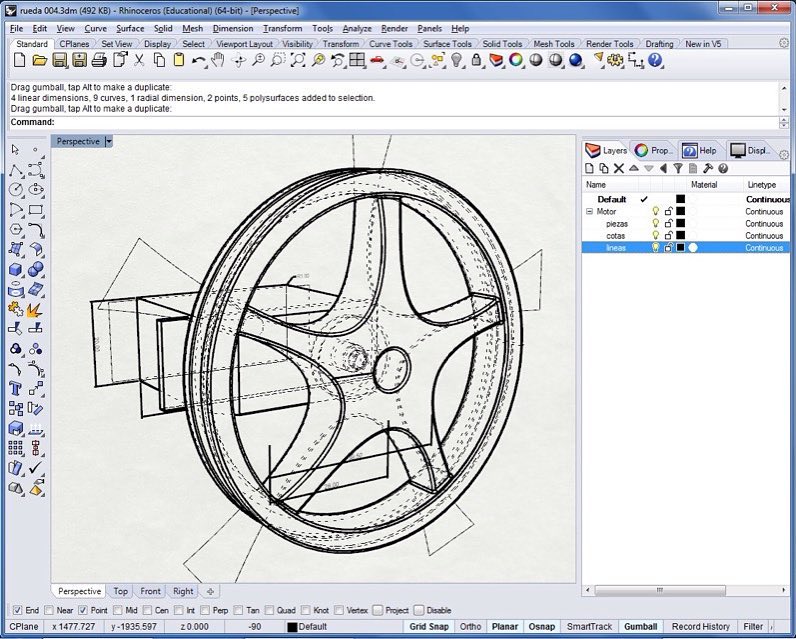 rueda 004.3dm (492 KB) - Rhinoceros (Educational) (64-bit) - [Perspective]
File Edit View Curve Surface Solid Mesh Dimension Transform Tools Analyze Render Panels Help
Standard CPlanes Set View Display Select Viewport Layout Visibility Transform Curve Tools Surface Tools Solid Tools Mesh Tools Render Tools Drafting New in V5
Drag gumball, tap Alt to make a duplicate:
4 linear dimensions, 9 curves, 1 radial dimension, 2 points, 5 polysurfaces added to selection.
Drag gumball, tap Alt to make a duplicate:
Command:
Perspective
Layers Prop... Help Displ...
Name Material Linetype
Default Continuous
Motor Continuous
piezas Continuous
cotas Continuous
lineas Continuous
Perspective Top Front Right
End Near Point Mid Cen Int Perp Tan Quad Knot Vertex Project Disable
CPlane x 1477.727 y -1935.597 z 0.000 -90 Default Grid Snap Ortho Planar Osnap SmartTrack Gumball Record History Filter